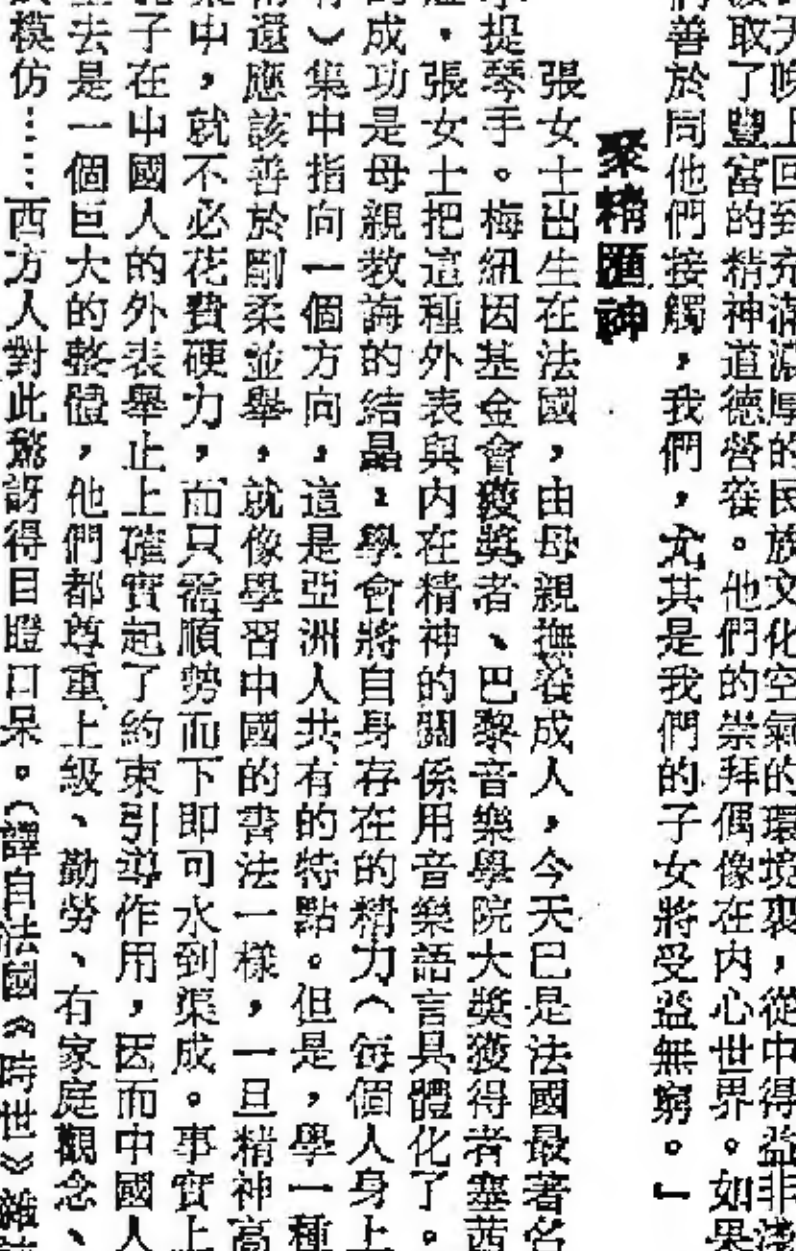 天晚上回到充滿濃厚的民族文化空氣的環境裏，從中得益非淺
取了豐富的精神道德營養。他們的崇拜偶像在內心世界。如果
們善於同他們接觸，我們，尤其是我們的子女將受益無窮。」
聚精匯神
張女士出生在法國，由母親撫養成人，今天已是法國最著名
提琴手。梅紐因基金會獲獎者、巴黎音樂學院大獎獲得者塞茜
。張女士把這種外表與內在精神的關係用音樂語言具體化了。
的成功是母親教誨的結晶：學會將自身存在的精力（每個人身上
）集中指向一個方向，這是亞洲人共有的特點。但是，學一種
還應該善於剛柔並舉，就像學習中國的書法一樣，一旦精神高
中，就不必花費硬力，而只需順勢而下即可水到渠成。事實上
子在中國人的外表舉止上確實起了約束引導作用，因而中國人
去是一個巨大的整體，他們都尊重上級、勤勞、有家庭觀念、
模仿……西方人對此驚訝得目瞪口呆。（譯自法國《時世》雜